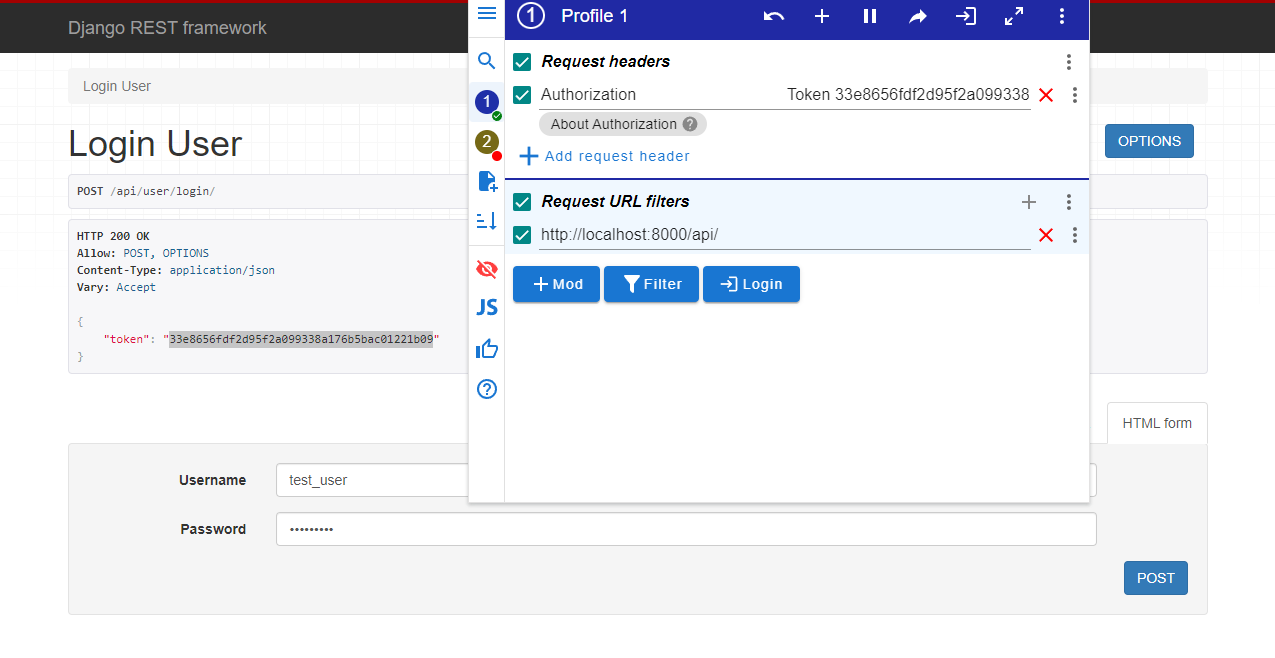 Django REST framework
Login User
Login User
OPTIONS
POST /api/user/login/
HTTP 200 OK
Allow: POST, OPTIONS
Content-Type: application/json
Vary: Accept
{
"token": "33e8656fdf2d95f2a099338a176b5bac01221b09"
}
HTML form
Username
test_user
Password
•••••••••
POST
1
Profile 1
1
2
JS
Request headers
Authorization
Token 33e8656fdf2d95f2a099338
About Authorization ?
+ Add request header
Request URL filters
http://localhost:8000/api/
+ Mod
Filter
Login